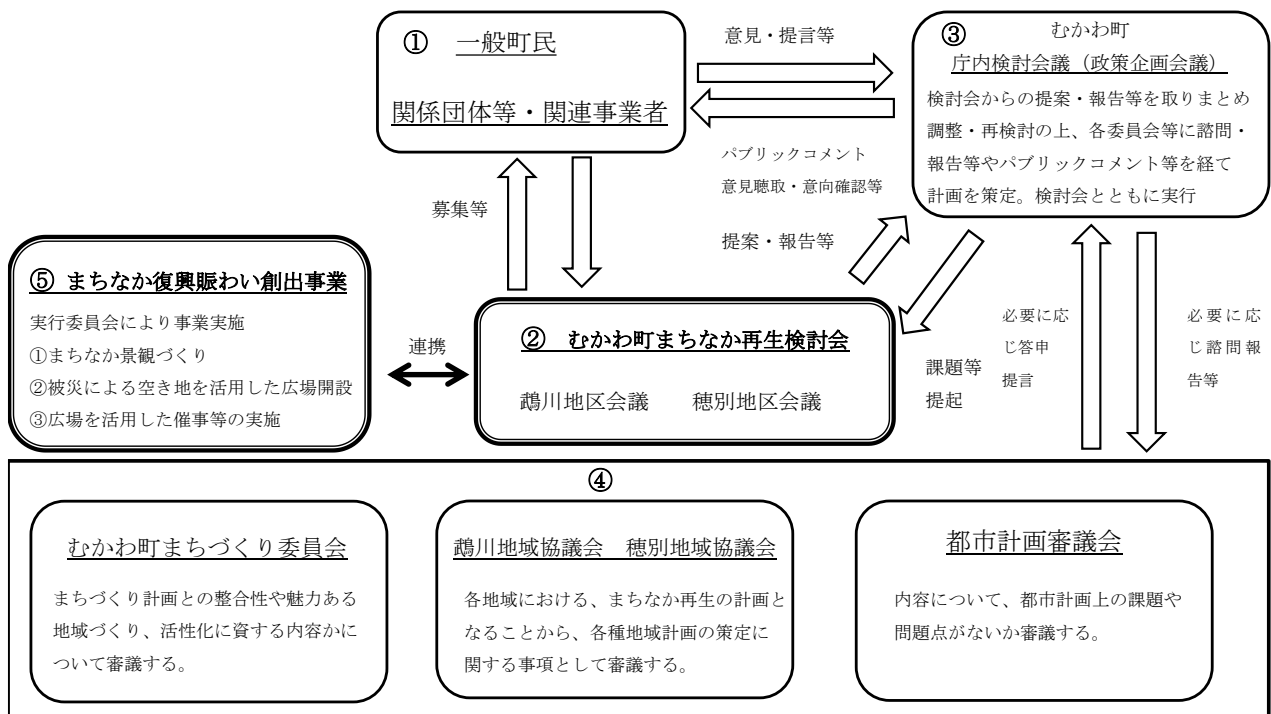 ① 一般町民
関係団体等・関連事業者
意見・提言等
パブリックコメント
意見聴取・意向確認等
③ むかわ町
庁内検討会議（政策企画会議）
検討会からの提案・報告等を取りまとめ
調整・再検討の上、各委員会等に諮問・
報告等やパブリックコメント等を経て
計画を策定。検討会とともに実行
募集等
提案・報告等
⑤ まちなか復興賑わい創出事業
実行委員会により事業実施
①まちなか景観づくり
②被災による空き地を活用した広場開設
③広場を活用した催事等の実施
連携
② むかわ町まちなか再生検討会
鵡川地区会議 穂別地区会議
課題等
提起
必要に応
じ答申
提言
必要に応
じ諮問報
告等
④
むかわ町まちづくり委員会
まちづくり計画との整合性や魅力ある
地域づくり、活性化に資する内容かに
ついて審議する。
鵡川地域協議会 穂別地域協議会
各地域における、まちなか再生の計画と
なることから、各種地域計画の策定に
関する事項として審議する。
都市計画審議会
内容について、都市計画上の課題や
問題点がないか審議する。